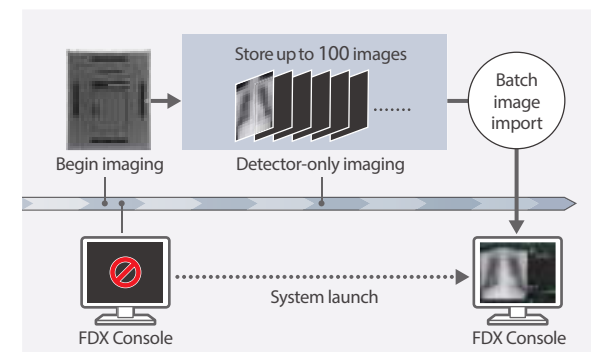 Store up to 100 images
.......
Batch
image
import
Begin imaging
Detector-only imaging
System launch
FDX Console
FDX Console